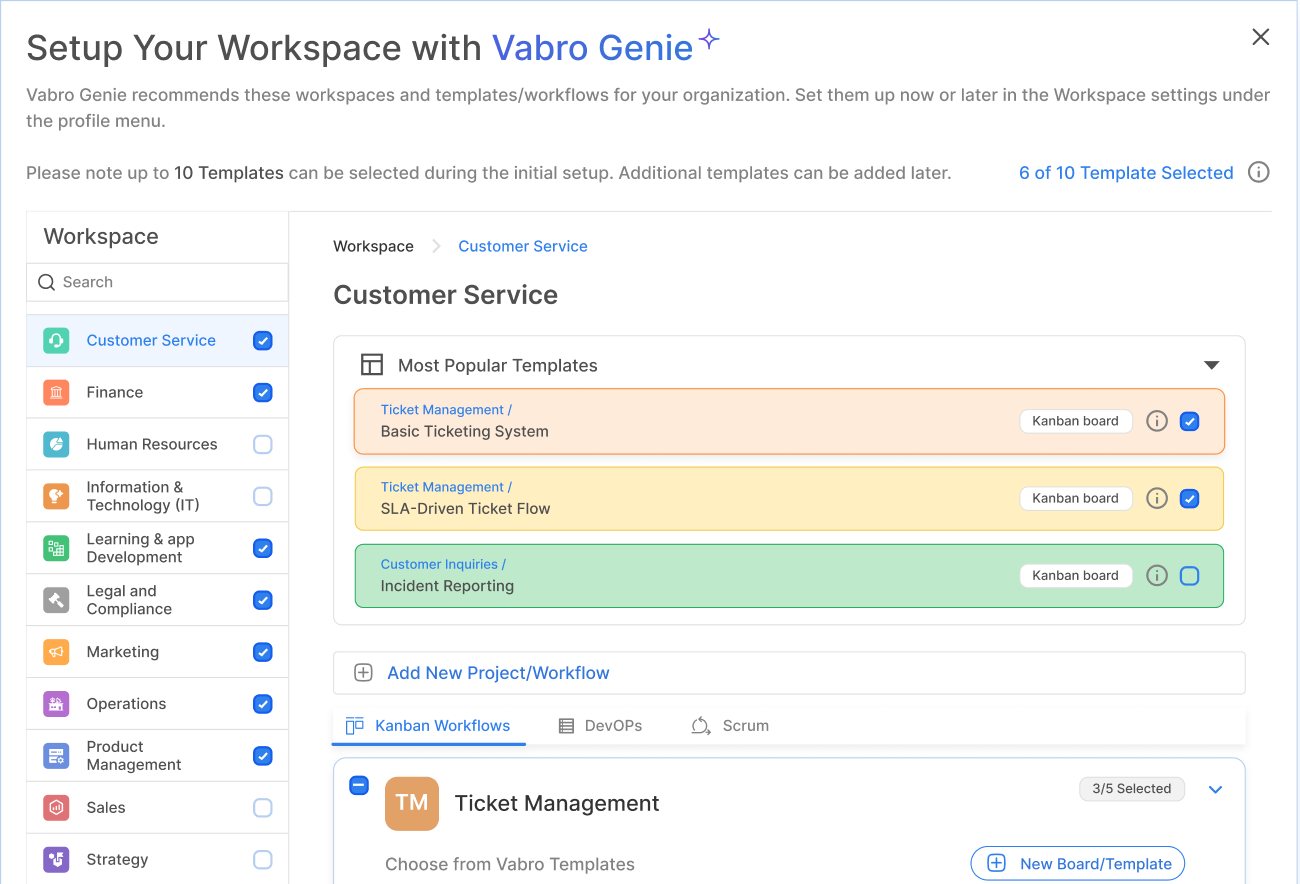 Setup Your Workspace with Vabro Genie
Vabro Genie recommends these workspaces and templates/workflows for your organization. Set them up now or later in the Workspace settings under
the profile menu.
Please note up to 10 Templates can be selected during the initial setup. Additional templates can be added later.
6 of 10 Template Selected
Workspace
Search
Customer Service
Finance
Human Resources
Information &
Technology (IT)
Learning & app
Development
Legal and
Compliance
Marketing
Operations
Product
Management
Sales
Strategy
Workspace
Customer Service
Customer Service
Most Popular Templates
Ticket Management /
Basic Ticketing System
Kanban board
Ticket Management /
SLA-Driven Ticket Flow
Kanban board
Customer Inquiries /
Incident Reporting
Kanban board
Add New Project/Workflow
Kanban Workflows
DevOPs
Scrum
TM
Ticket Management
3/5 Selected
Choose from Vabro Templates
New Board/Template